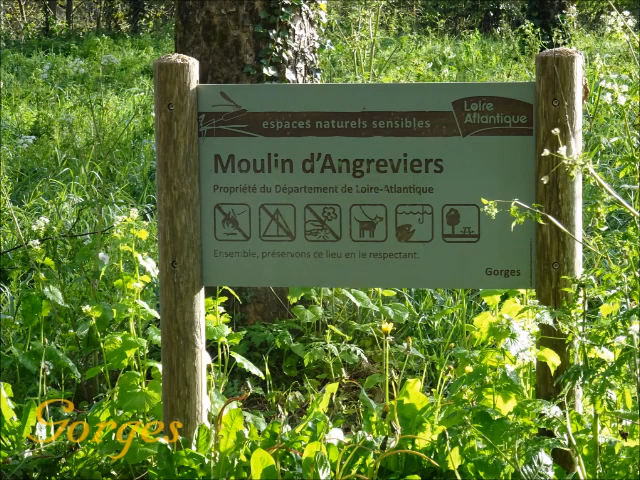 Loire
Atlantique
espaces naturels sensibles
Moulin d'Angreviers
Propriété du Département de Loire-Atlantique
Ensemble, préservons ce lieu en le respectant.
Gorges
Gorges